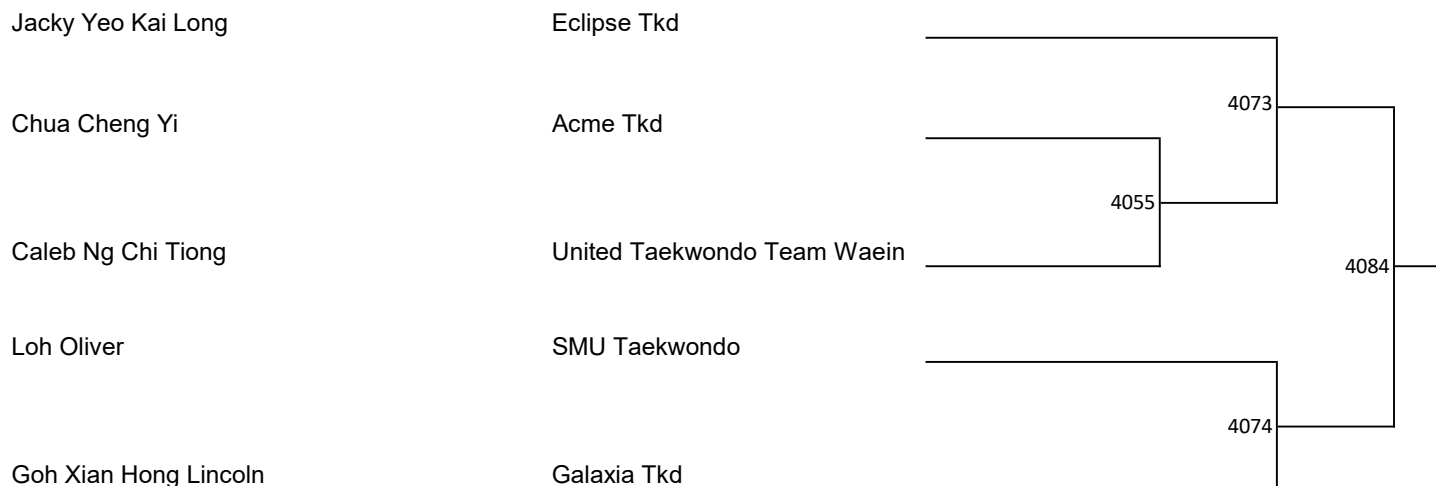 Jacky Yeo Kai Long Eclipse Tkd
4073
Chua Cheng Yi Acme Tkd
4055
Caleb Ng Chi Tiong United Taekwondo Team Waein
4084
Loh Oliver SMU Taekwondo
4074
Goh Xian Hong Lincoln Galaxia Tkd